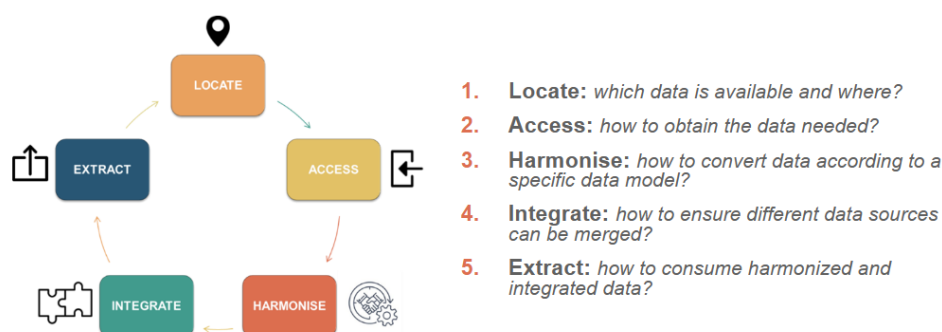 LOCATE
EXTRACT
ACCESS
INTEGRATE
HARMONISE
1. Locate: which data is available and where?
2. Access: how to obtain the data needed?
3. Harmonise: how to convert data according to a
specific data model?
4. Integrate: how to ensure different data sources
can be merged?
5. Extract: how to consume harmonized and
integrated data?